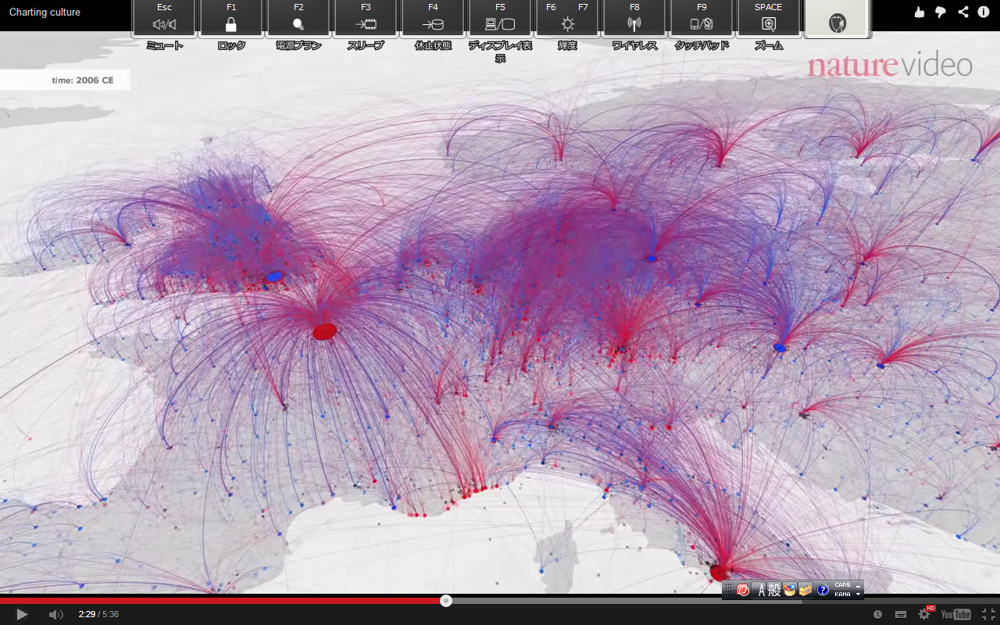 Charting culture
Esc
F1
F2
F3
F4
F5
F6 F7
F8
F9
SPACE
ミュート
ロック
電源プラン
スリープ
休止状態
ディスプレイ表示
輝度
ワイヤレス
タッチパッド
ズーム
time: 2006 CE
nature video
A 般
?
CAPS
KANA
2:29 / 5:36
HD
YouTube